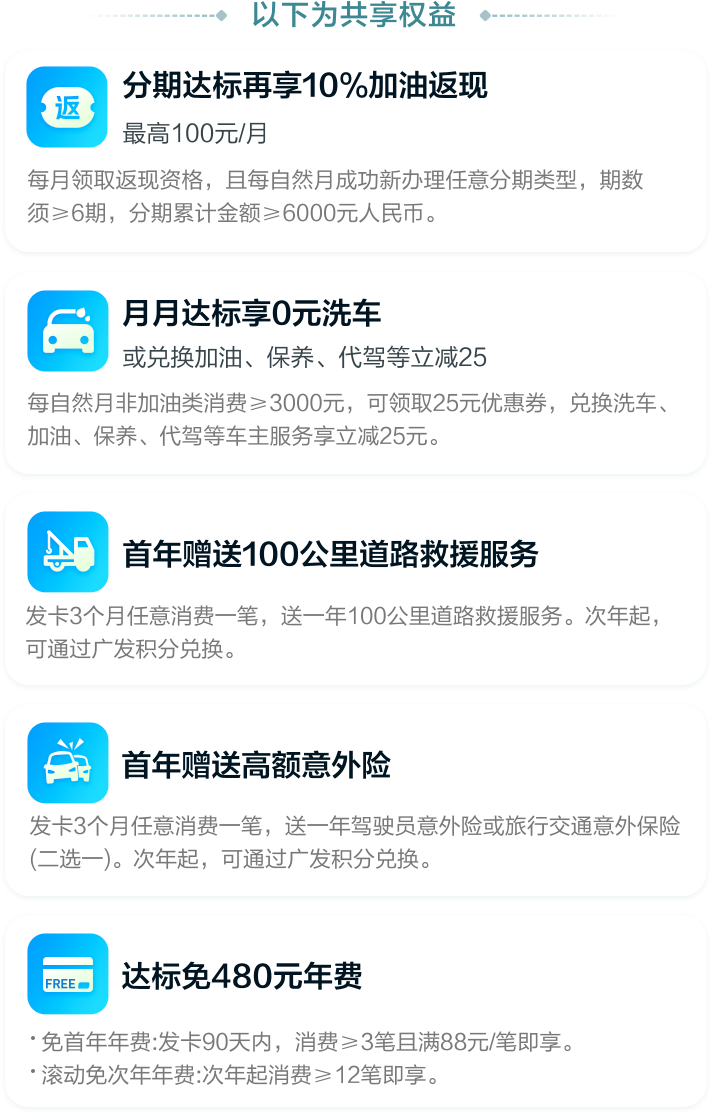 以下为共享权益
返
分期达标再享10%加油返现
最高100元/月
每月领取返现资格，且每自然月成功新办理任意分期类型，期数
须≥6期，分期累计金额≥6000元人民币。
月月达标享0元洗车
或兑换加油、保养、代驾等立减25
每自然月非加油类消费≥3000元，可领取25元优惠券，兑换洗车、
加油、保养、代驾等车主服务享立减25元。
首年赠送100公里道路救援服务
发卡3个月任意消费一笔，送一年100公里道路救援服务。次年起，
可通过广发积分兑换。
首年赠送高额意外险
发卡3个月任意消费一笔，送一年驾驶员意外险或旅行交通意外保险
(二选一)。次年起，可通过广发积分兑换。
FREE
达标免480元年费
·免首年年费:发卡90天内，消费≥3笔且满88元/笔即享。
·滚动免次年年费:次年起消费≥12笔即享。